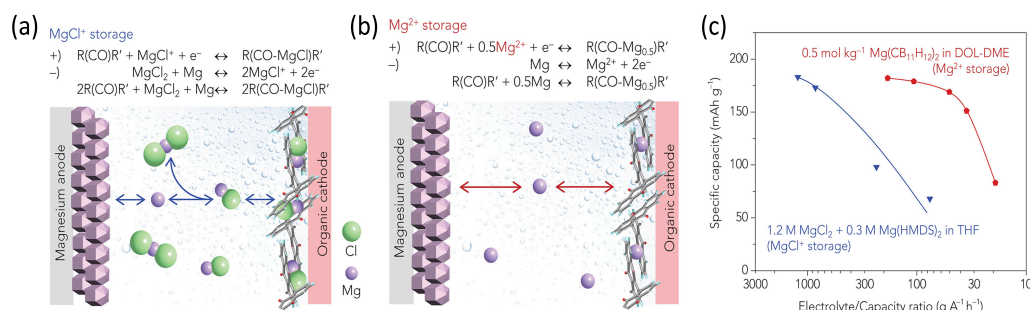 (a)
MgCl⁺ storage
+) R(CO)R' + MgCl⁺ + e⁻ ↔ R(CO-MgCl)R'
−) MgCl₂ + Mg ↔ 2MgCl⁺ + 2e⁻
2R(CO)R' + MgCl₂ + Mg ↔ 2R(CO-MgCl)R'
Magnesium anode
Organic cathode
Cl
Mg
(b)
Mg²⁺ storage
+) R(CO)R' + 0.5Mg²⁺ + e⁻ ↔ R(CO-Mg₀.₅)R'
−) Mg ↔ Mg²⁺ + 2e⁻
R(CO)R' + 0.5Mg ↔ R(CO-Mg₀.₅)R'
Magnesium anode
Organic cathode
(c)
Specific capacity (mAh g⁻¹)
200
150
100
50
0
0.5 mol kg⁻¹ Mg(CB₁₁H₁₂)₂ in DOL-DME
(Mg²⁺ storage)
1.2 M MgCl₂ + 0.3 M Mg(HMDS)₂ in THF
(MgCl⁺ storage)
3000 1000 100 30 10
Electrolyte/Capacity ratio (g A⁻¹ h⁻¹)